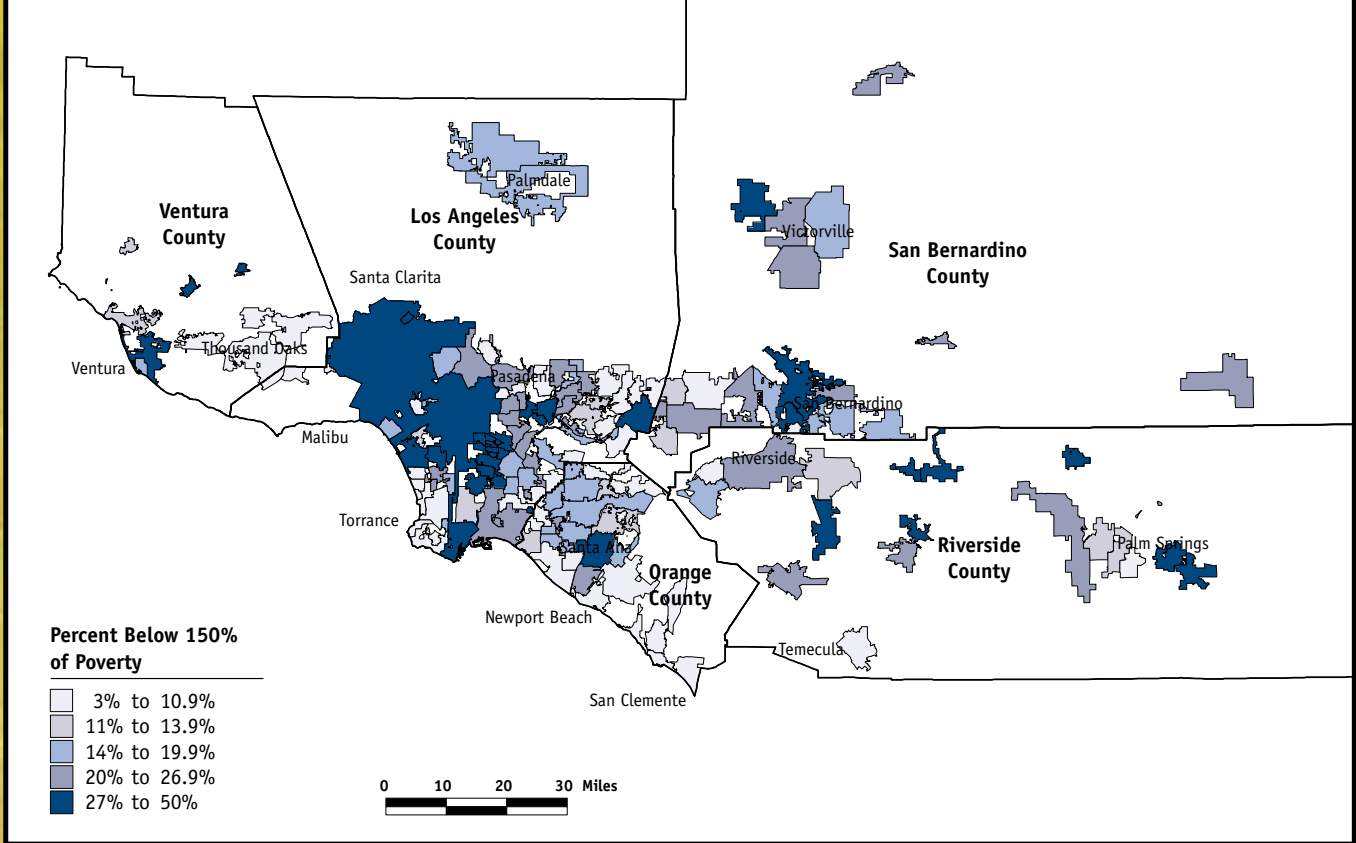 Ventura
County
Los Angeles
County
Palmdale
Victorville
San Bernardino
County
Santa Clarita
Thousand Oaks
Ventura
Pasadena
San Bernardino
Malibu
Riverside
Torrance
Santa Ana
Orange
County
Riverside
County
Palm Springs
Newport Beach
Temecula
San Clemente
Percent Below 150%
of Poverty
3% to 10.9%
11% to 13.9%
14% to 19.9%
20% to 26.9%
27% to 50%
0 10 20 30 Miles